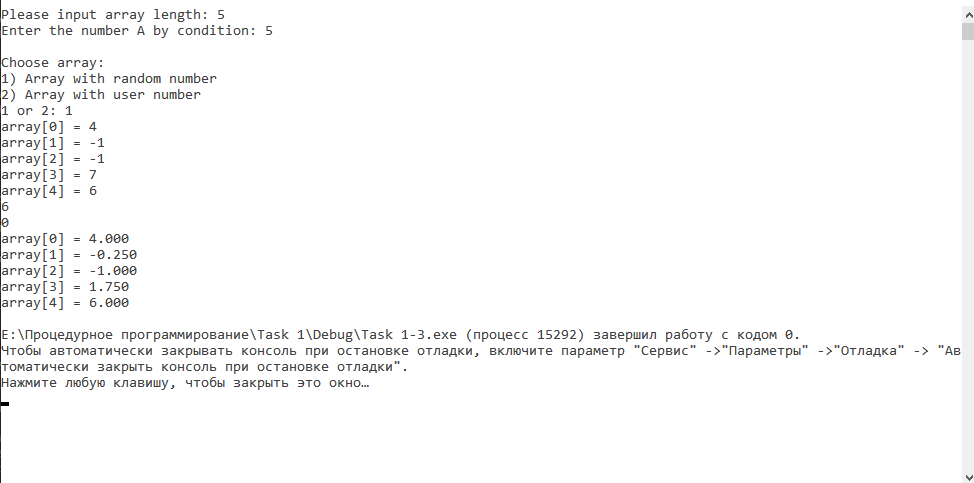 Please input array length: 5
Enter the number A by condition: 5
Choose array:
1) Array with random number
2) Array with user number
1 or 2: 1
array[0] = 4
array[1] = -1
array[2] = -1
array[3] = 7
array[4] = 6
6
0
array[0] = 4.000
array[1] = -0.250
array[2] = -1.000
array[3] = 1.750
array[4] = 6.000
E:\Процедурное программирование\Task 1\Debug\Task 1-3.exe (процесс 15292) завершил работу с кодом 0.
Чтобы автоматически закрывать консоль при остановке отладки, включите параметр "Сервис" ->"Параметры" ->"Отладка" -> "Ав
томатически закрыть консоль при остановке отладки".
Нажмите любую клавишу, чтобы закрыть это окно…